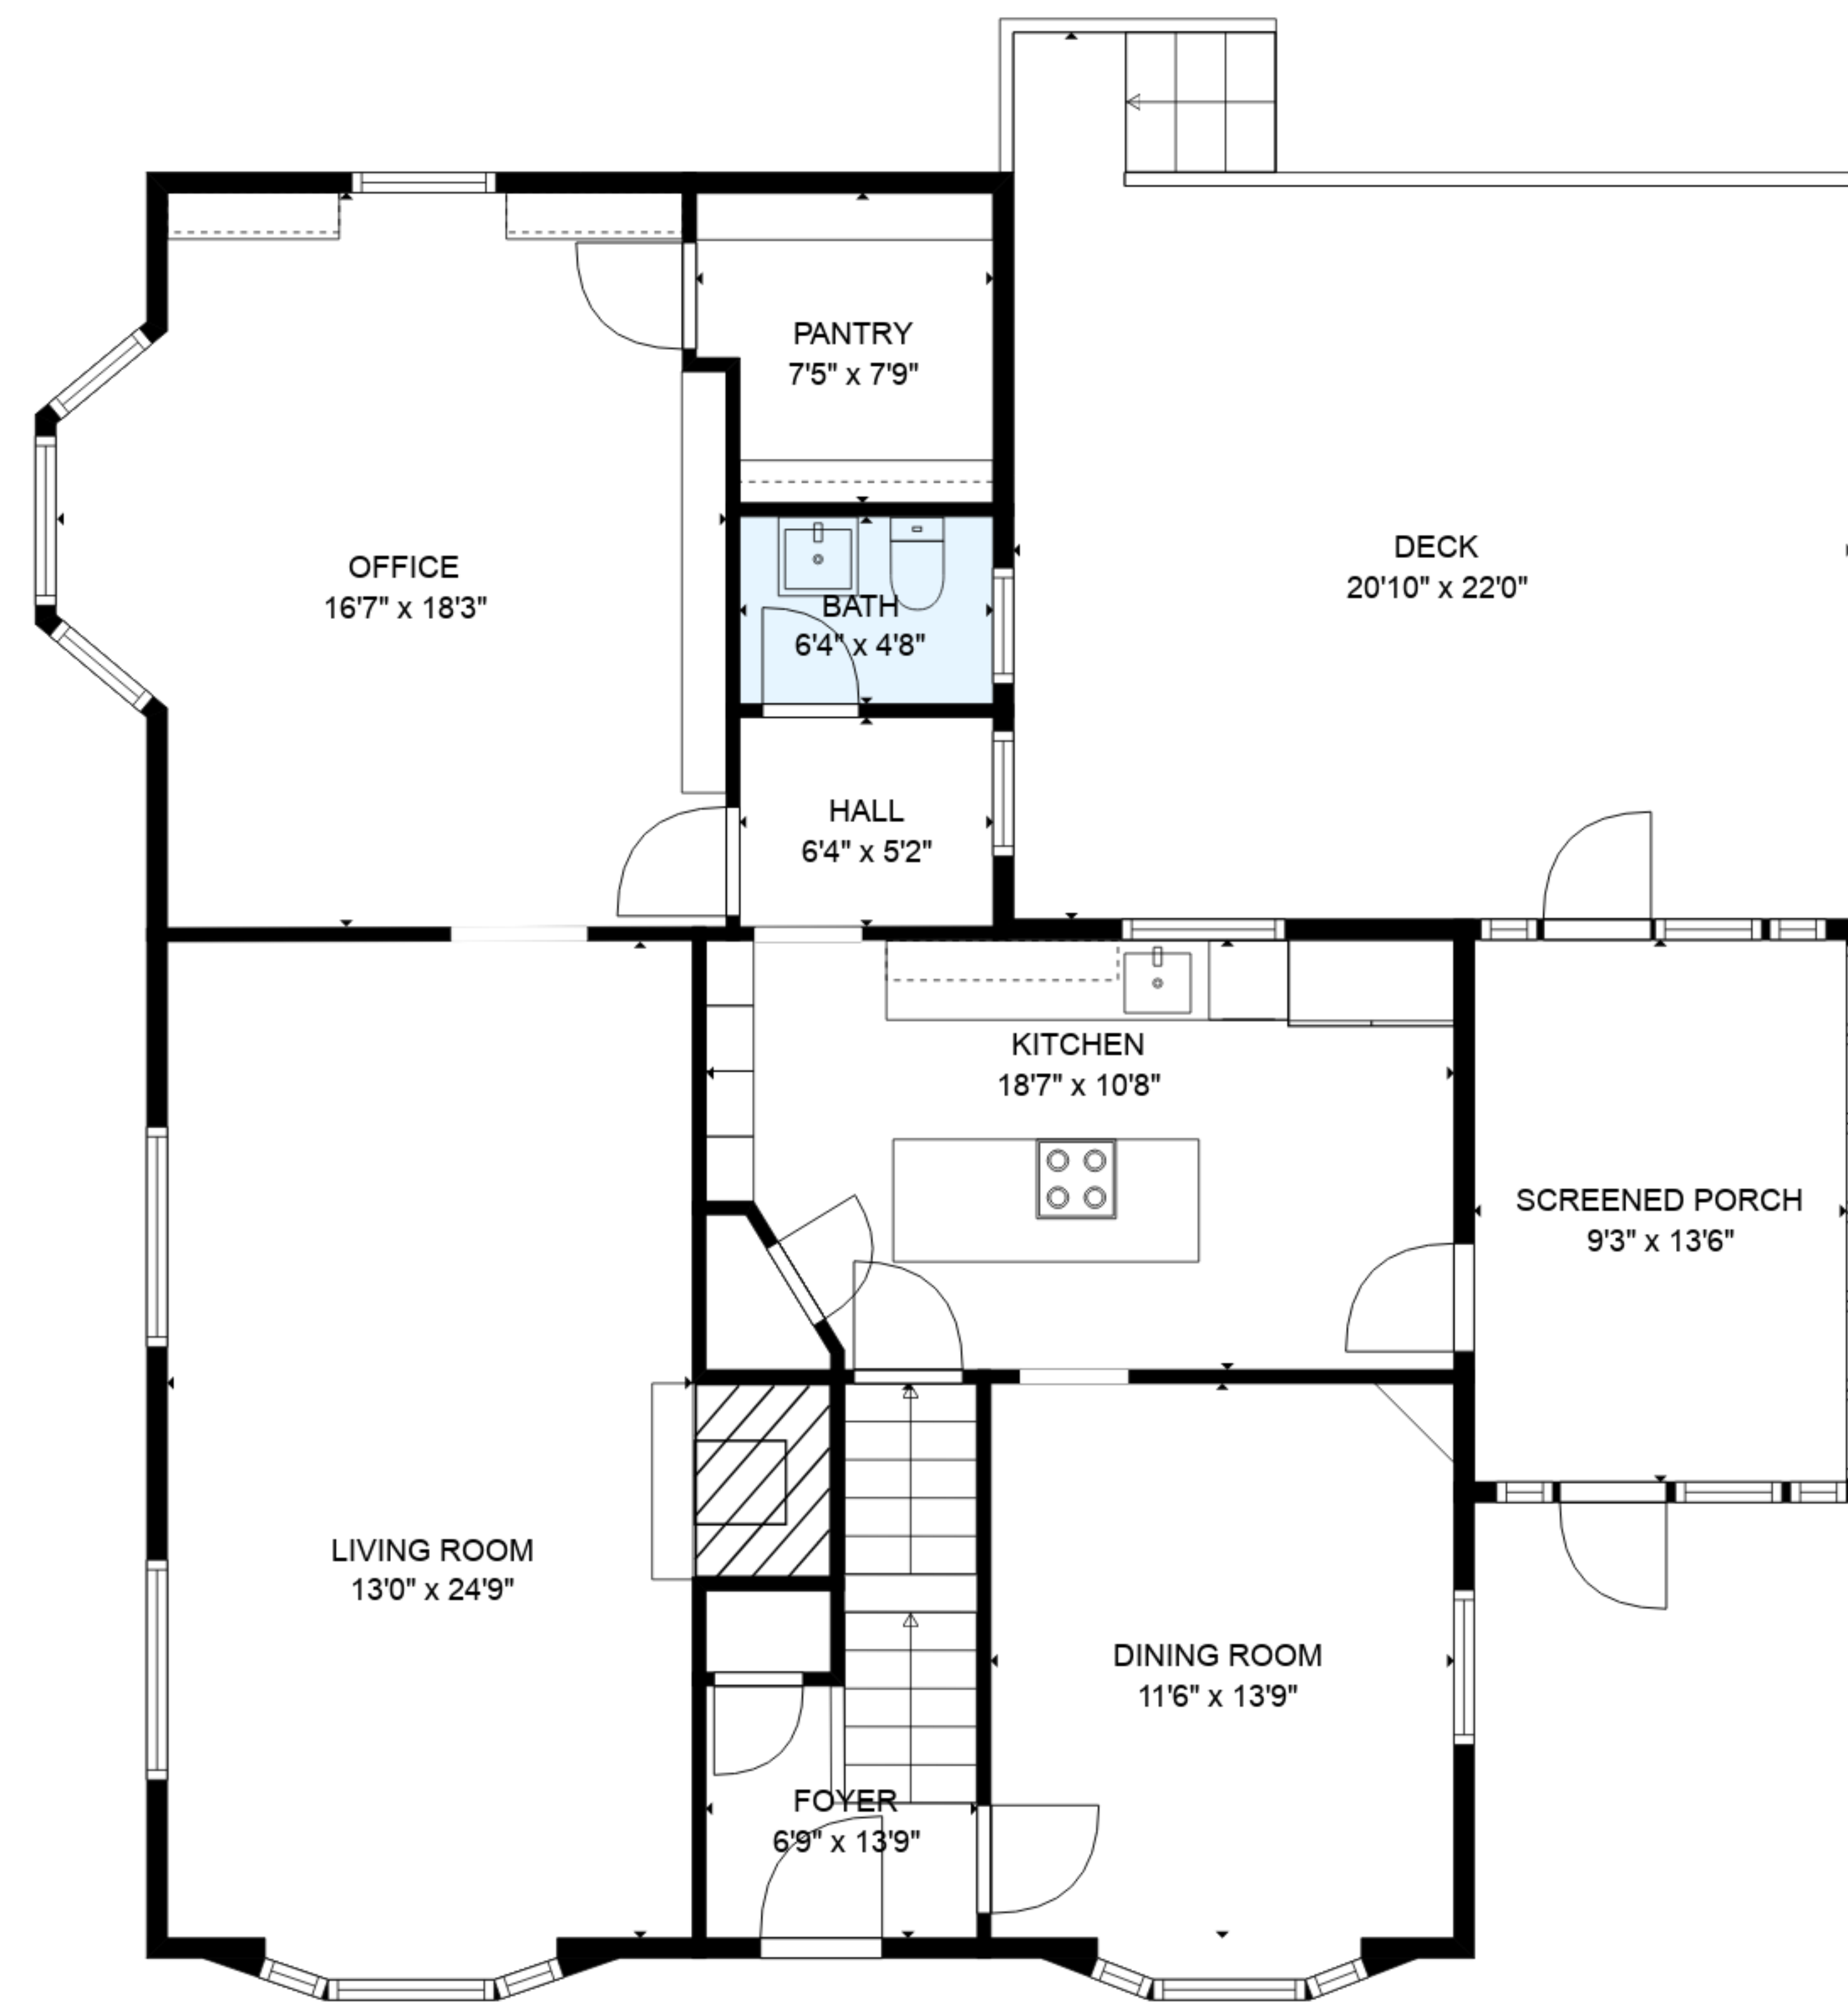 PANTRY
7'5" x 7'9"
DECK
20'10" x 22'0"
OFFICE
16'7" x 18'3"
BATH
6'4" x 4'8"
HALL
6'4" x 5'2"
KITCHEN
18'7" x 10'8"
SCREENED PORCH
9'3" x 13'6"
LIVING ROOM
13'0" x 24'9"
DINING ROOM
11'6" x 13'9"
FOYER
6'9" x 13'9"